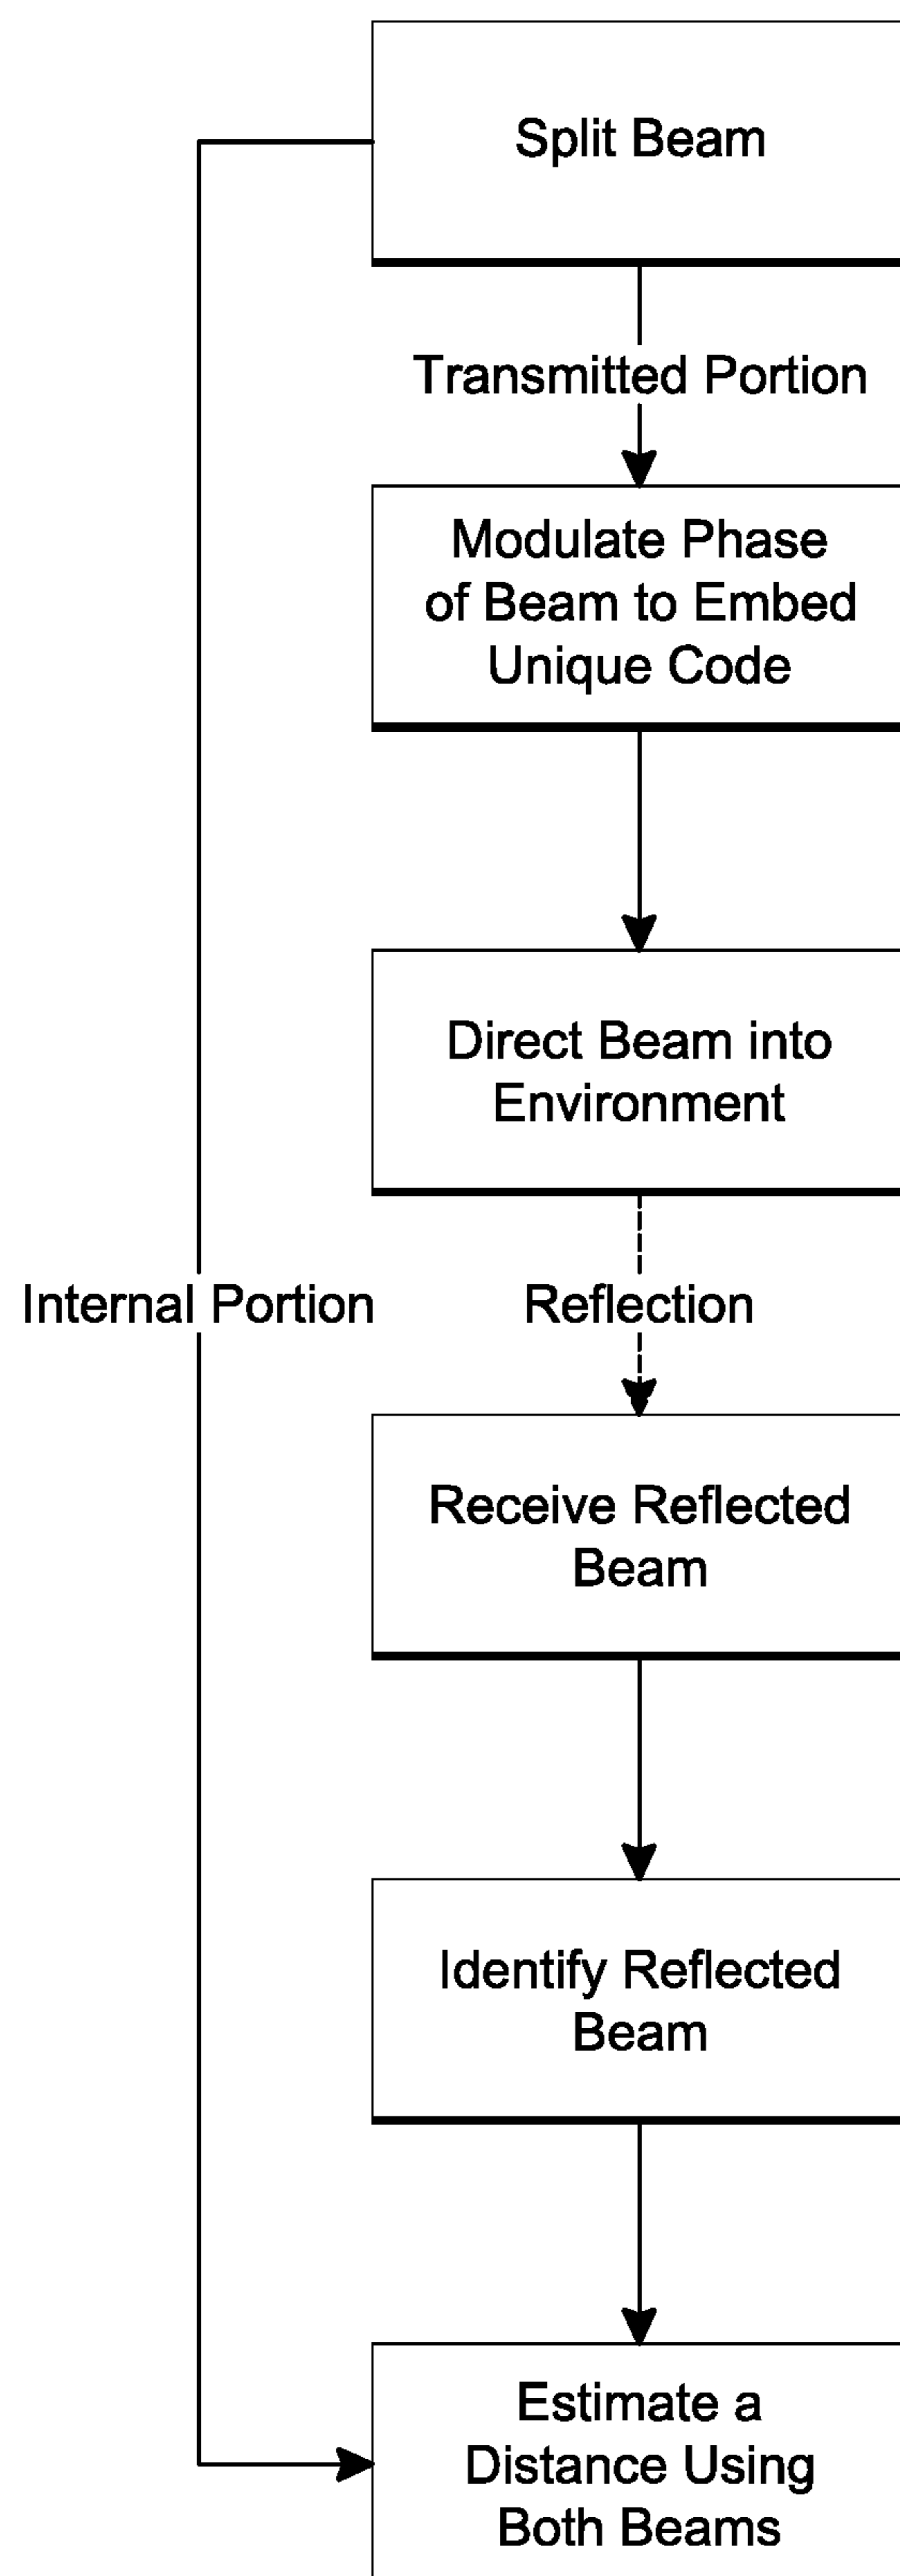 Split Beam
Transmitted Portion
Modulate Phase
of Beam to Embed
Unique Code
Direct Beam into
Environment
Internal Portion
Reflection
Receive Reflected
Beam
Identify Reflected
Beam
Estimate a
Distance Using
Both Beams